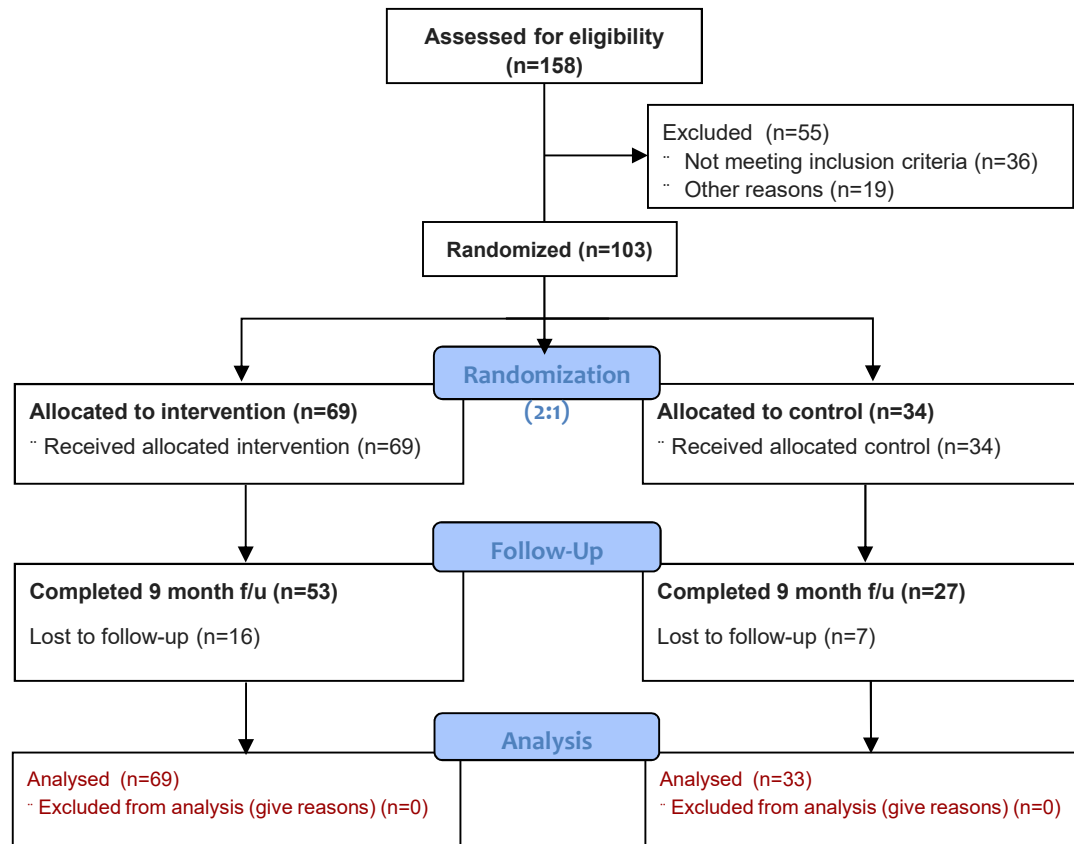 Assessed for eligibility
(n=158)
Excluded (n=55)
¨ Not meeting inclusion criteria (n=36)
¨ Other reasons (n=19)
Randomized (n=103)
Randomization
(2:1)
Allocated to intervention (n=69)
¨ Received allocated intervention (n=69)
Allocated to control (n=34)
¨ Received allocated control (n=34)
Follow-Up
Completed 9 month f/u (n=53)
Lost to follow-up (n=16)
Completed 9 month f/u (n=27)
Lost to follow-up (n=7)
Analysis
Analysed (n=69)
¨ Excluded from analysis (give reasons) (n=0)
Analysed (n=33)
¨ Excluded from analysis (give reasons) (n=0)